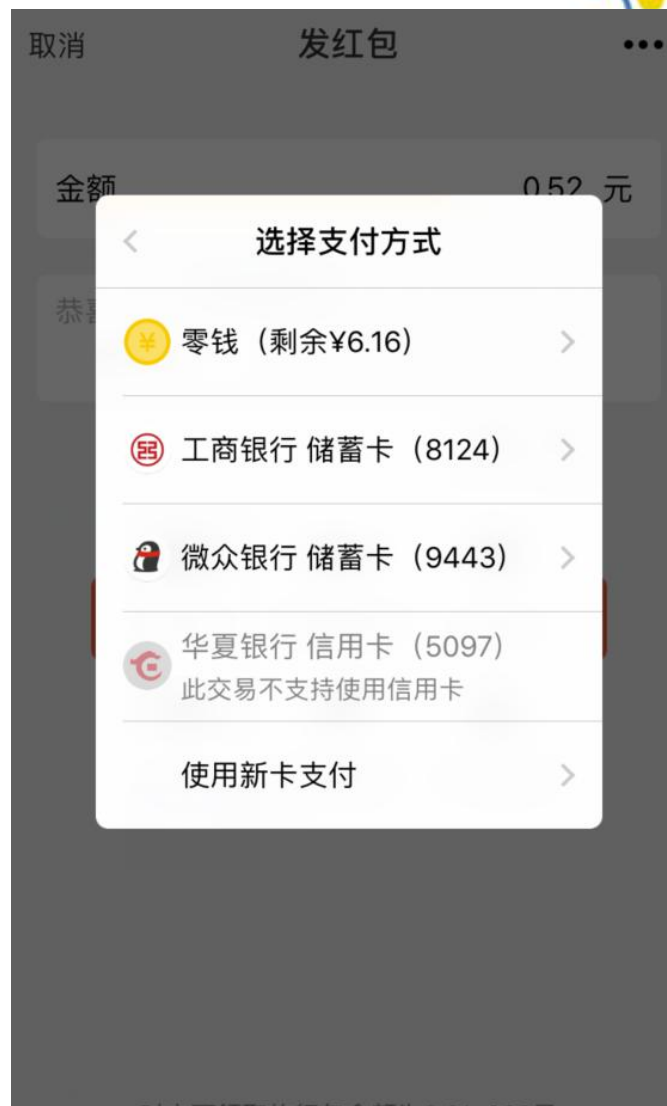 取消 发红包
金额 0.52 元
选择支付方式
恭喜
零钱（剩余¥6.16）
工商银行 储蓄卡（8124）
微众银行 储蓄卡（9443）
华夏银行 信用卡（5097）
此交易不支持使用信用卡
使用新卡支付